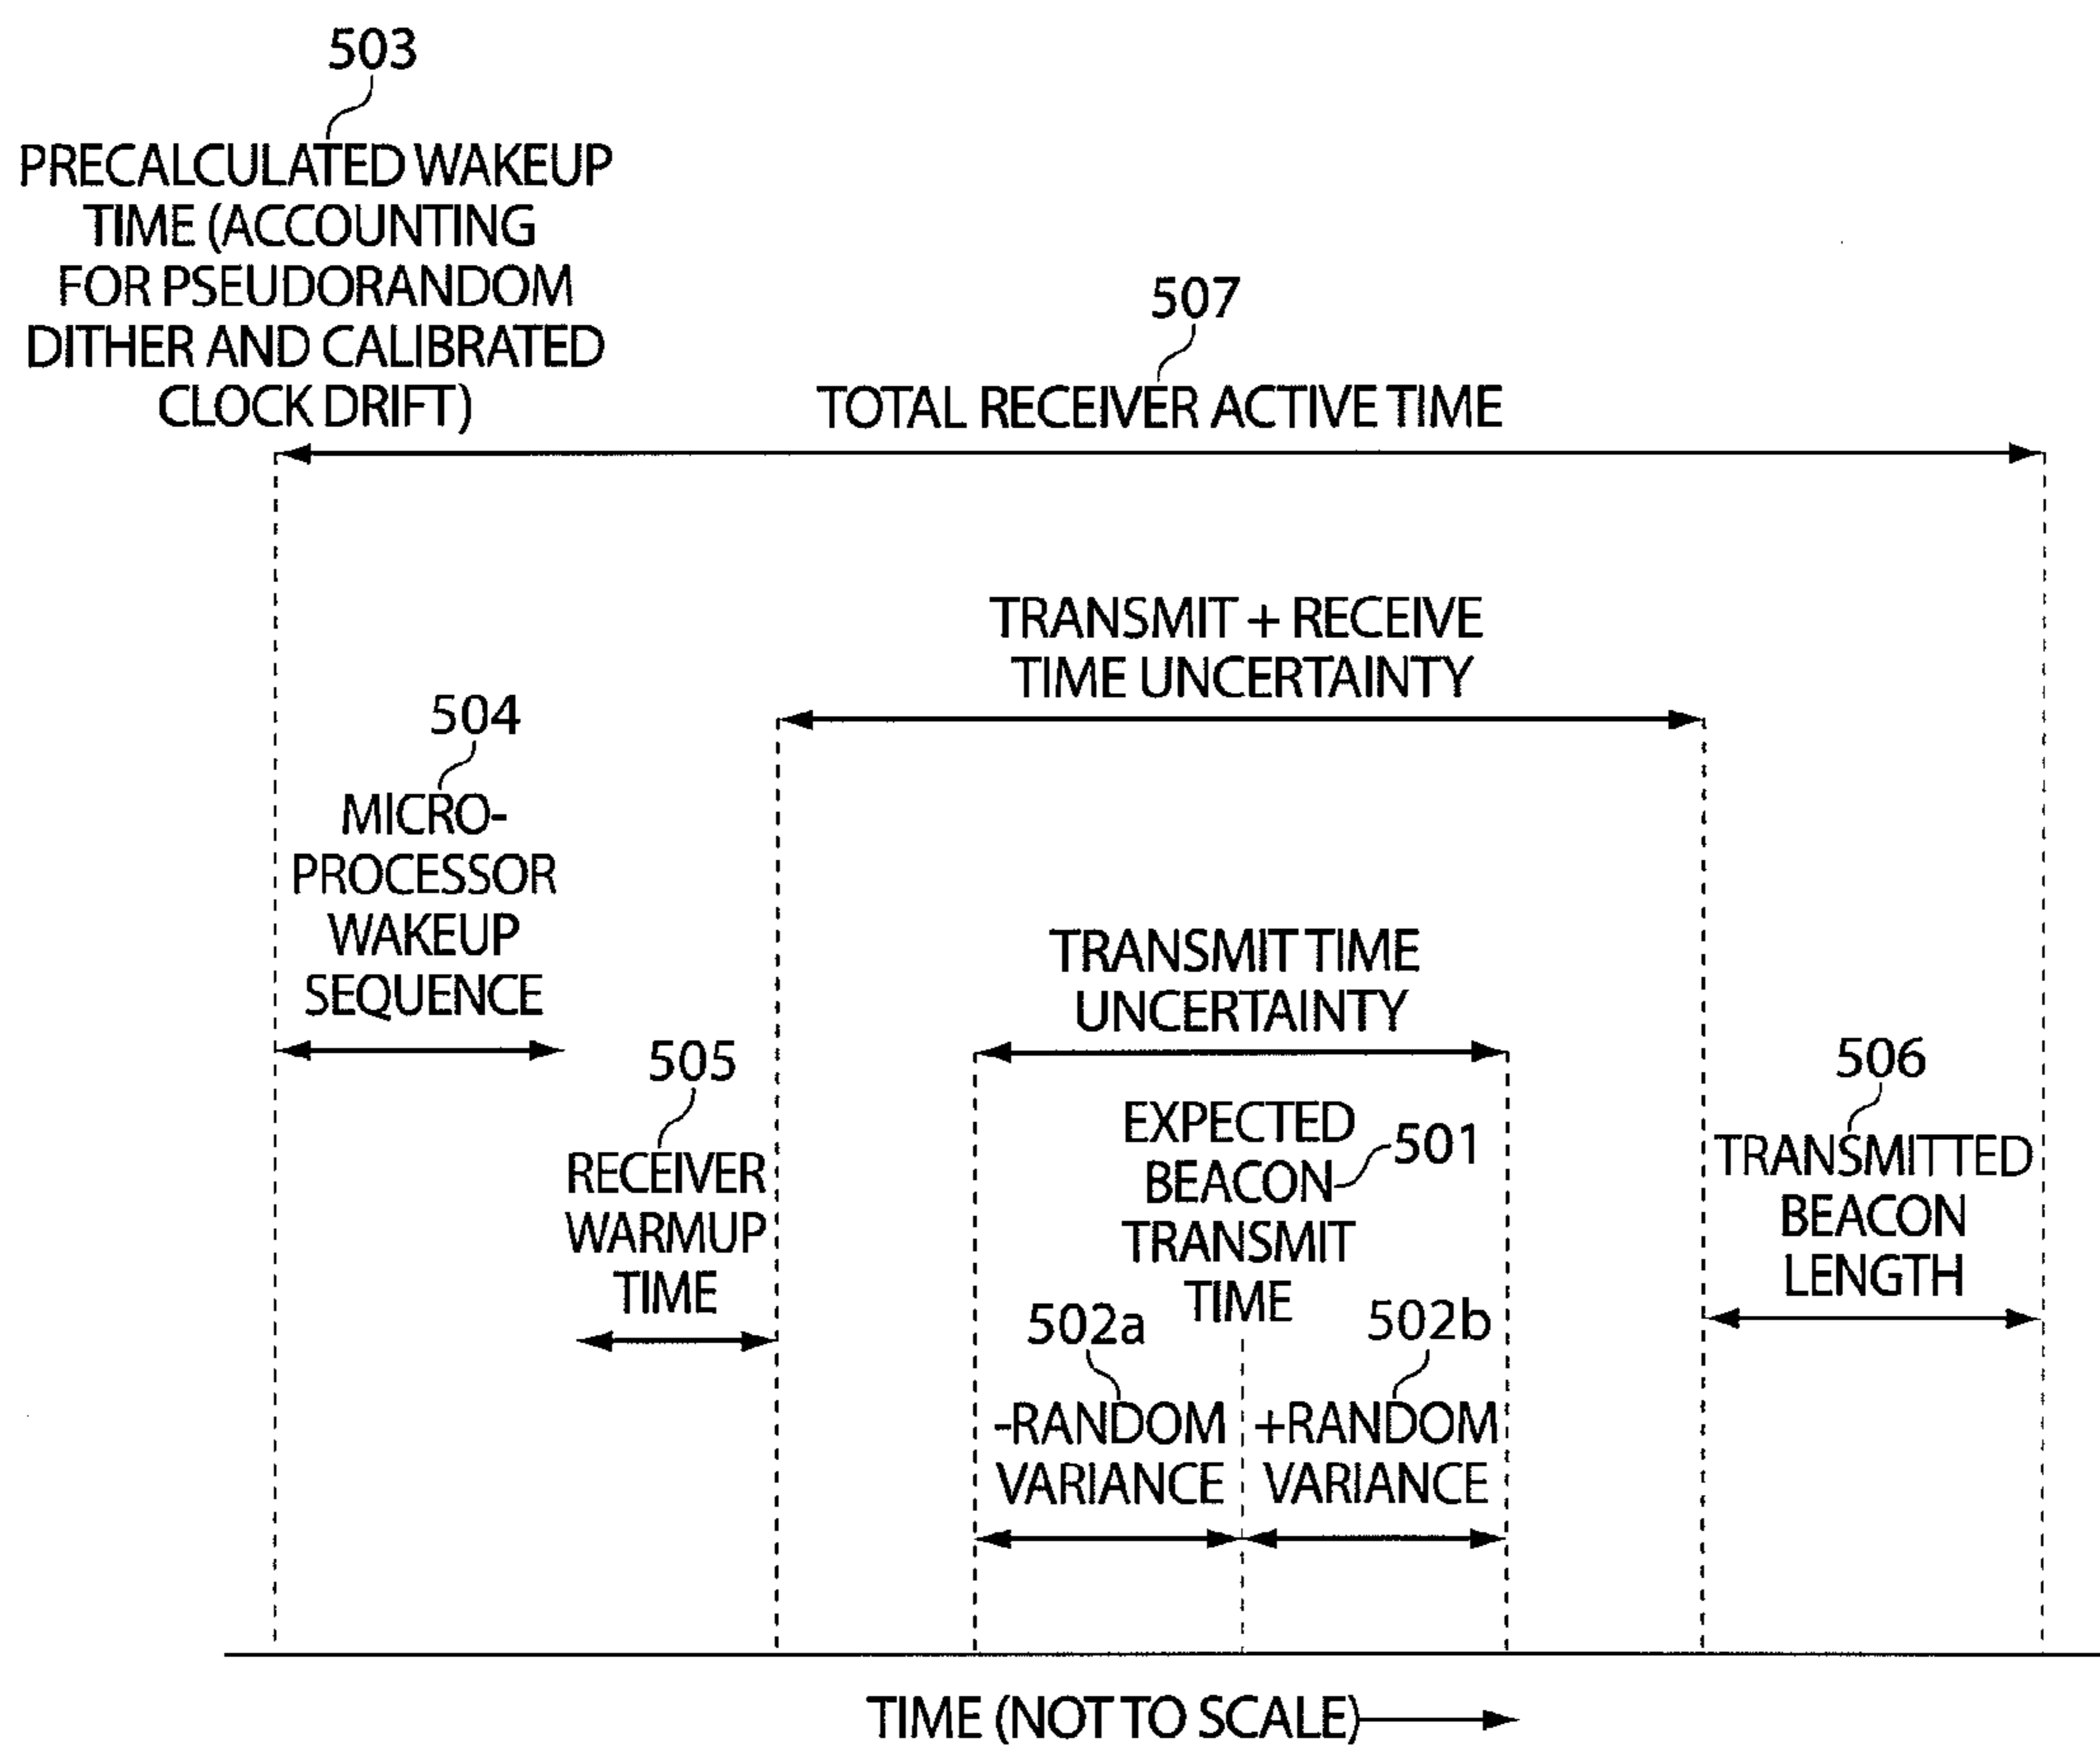 503
PRECALCULATED WAKEUP
TIME (ACCOUNTING
FOR PSEUDORANDOM
DITHER AND CALIBRATED
CLOCK DRIFT)
507
TOTAL RECEIVER ACTIVE TIME
TRANSMIT + RECEIVE
TIME UNCERTAINTY
504
MICRO-
PROCESSOR
WAKEUP
SEQUENCE
505
RECEIVER
WARMUP
TIME
TRANSMIT TIME
UNCERTAINTY
EXPECTED
BEACON
TRANSMIT
TIME
501
502a
-RANDOM
VARIANCE
502b
+RANDOM
VARIANCE
506
TRANSMITTED
BEACON
LENGTH
TIME (NOT TO SCALE)